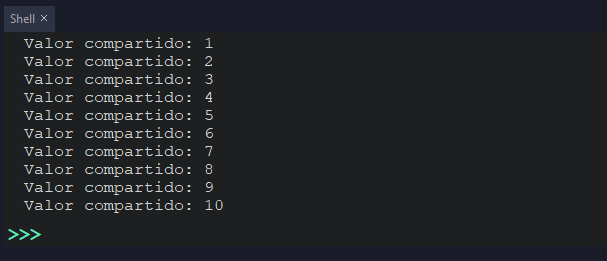 Shell ×
Valor compartido: 1
Valor compartido: 2
Valor compartido: 3
Valor compartido: 4
Valor compartido: 5
Valor compartido: 6
Valor compartido: 7
Valor compartido: 8
Valor compartido: 9
Valor compartido: 10
>>>